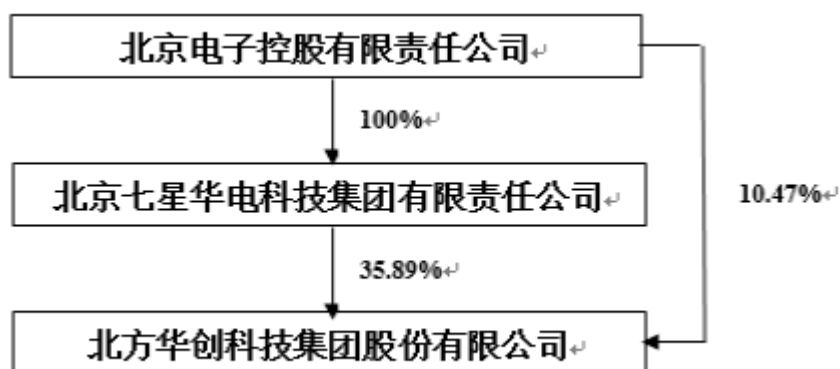 北京电子控股有限责任公司
100%
北京七星华电科技集团有限责任公司
10.47%
35.89%
北方华创科技集团股份有限公司